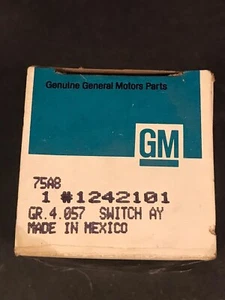 Genuine General Motors Parts
GM
75A8
1 #1242101
GR.4.057 SWITCH AY
MADE IN MEXICO